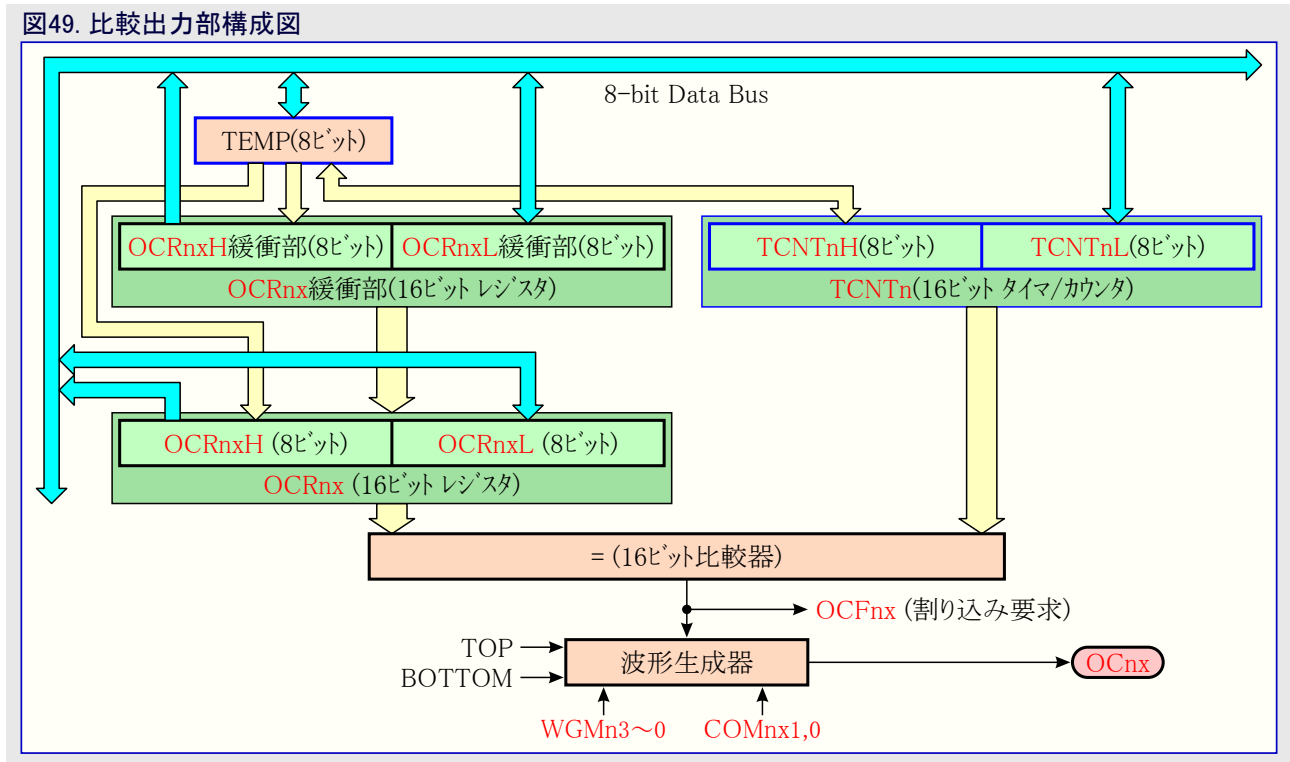 図49. 比較出力部構成図
8-bit Data Bus
TEMP(8ﾋﾞｯﾄ)
OCRnxH緩衝部(8ﾋﾞｯﾄ)
OCRnxL緩衝部(8ﾋﾞｯﾄ)
OCRnx緩衝部(16ﾋﾞｯﾄ ﾚｼﾞｽﾀ)
TCNTnH(8ﾋﾞｯﾄ)
TCNTnL(8ﾋﾞｯﾄ)
TCNTn(16ﾋﾞｯﾄ ﾀｲﾏ/ｶｳﾝﾀ)
OCRnxH (8ﾋﾞｯﾄ)
OCRnxL (8ﾋﾞｯﾄ)
OCRnx (16ﾋﾞｯﾄ ﾚｼﾞｽﾀ)
= (16ﾋﾞｯﾄ比較器)
OCFnx (割り込み要求)
TOP
BOTTOM
波形生成器
OCnx
WGMn3～0
COMnx1,0